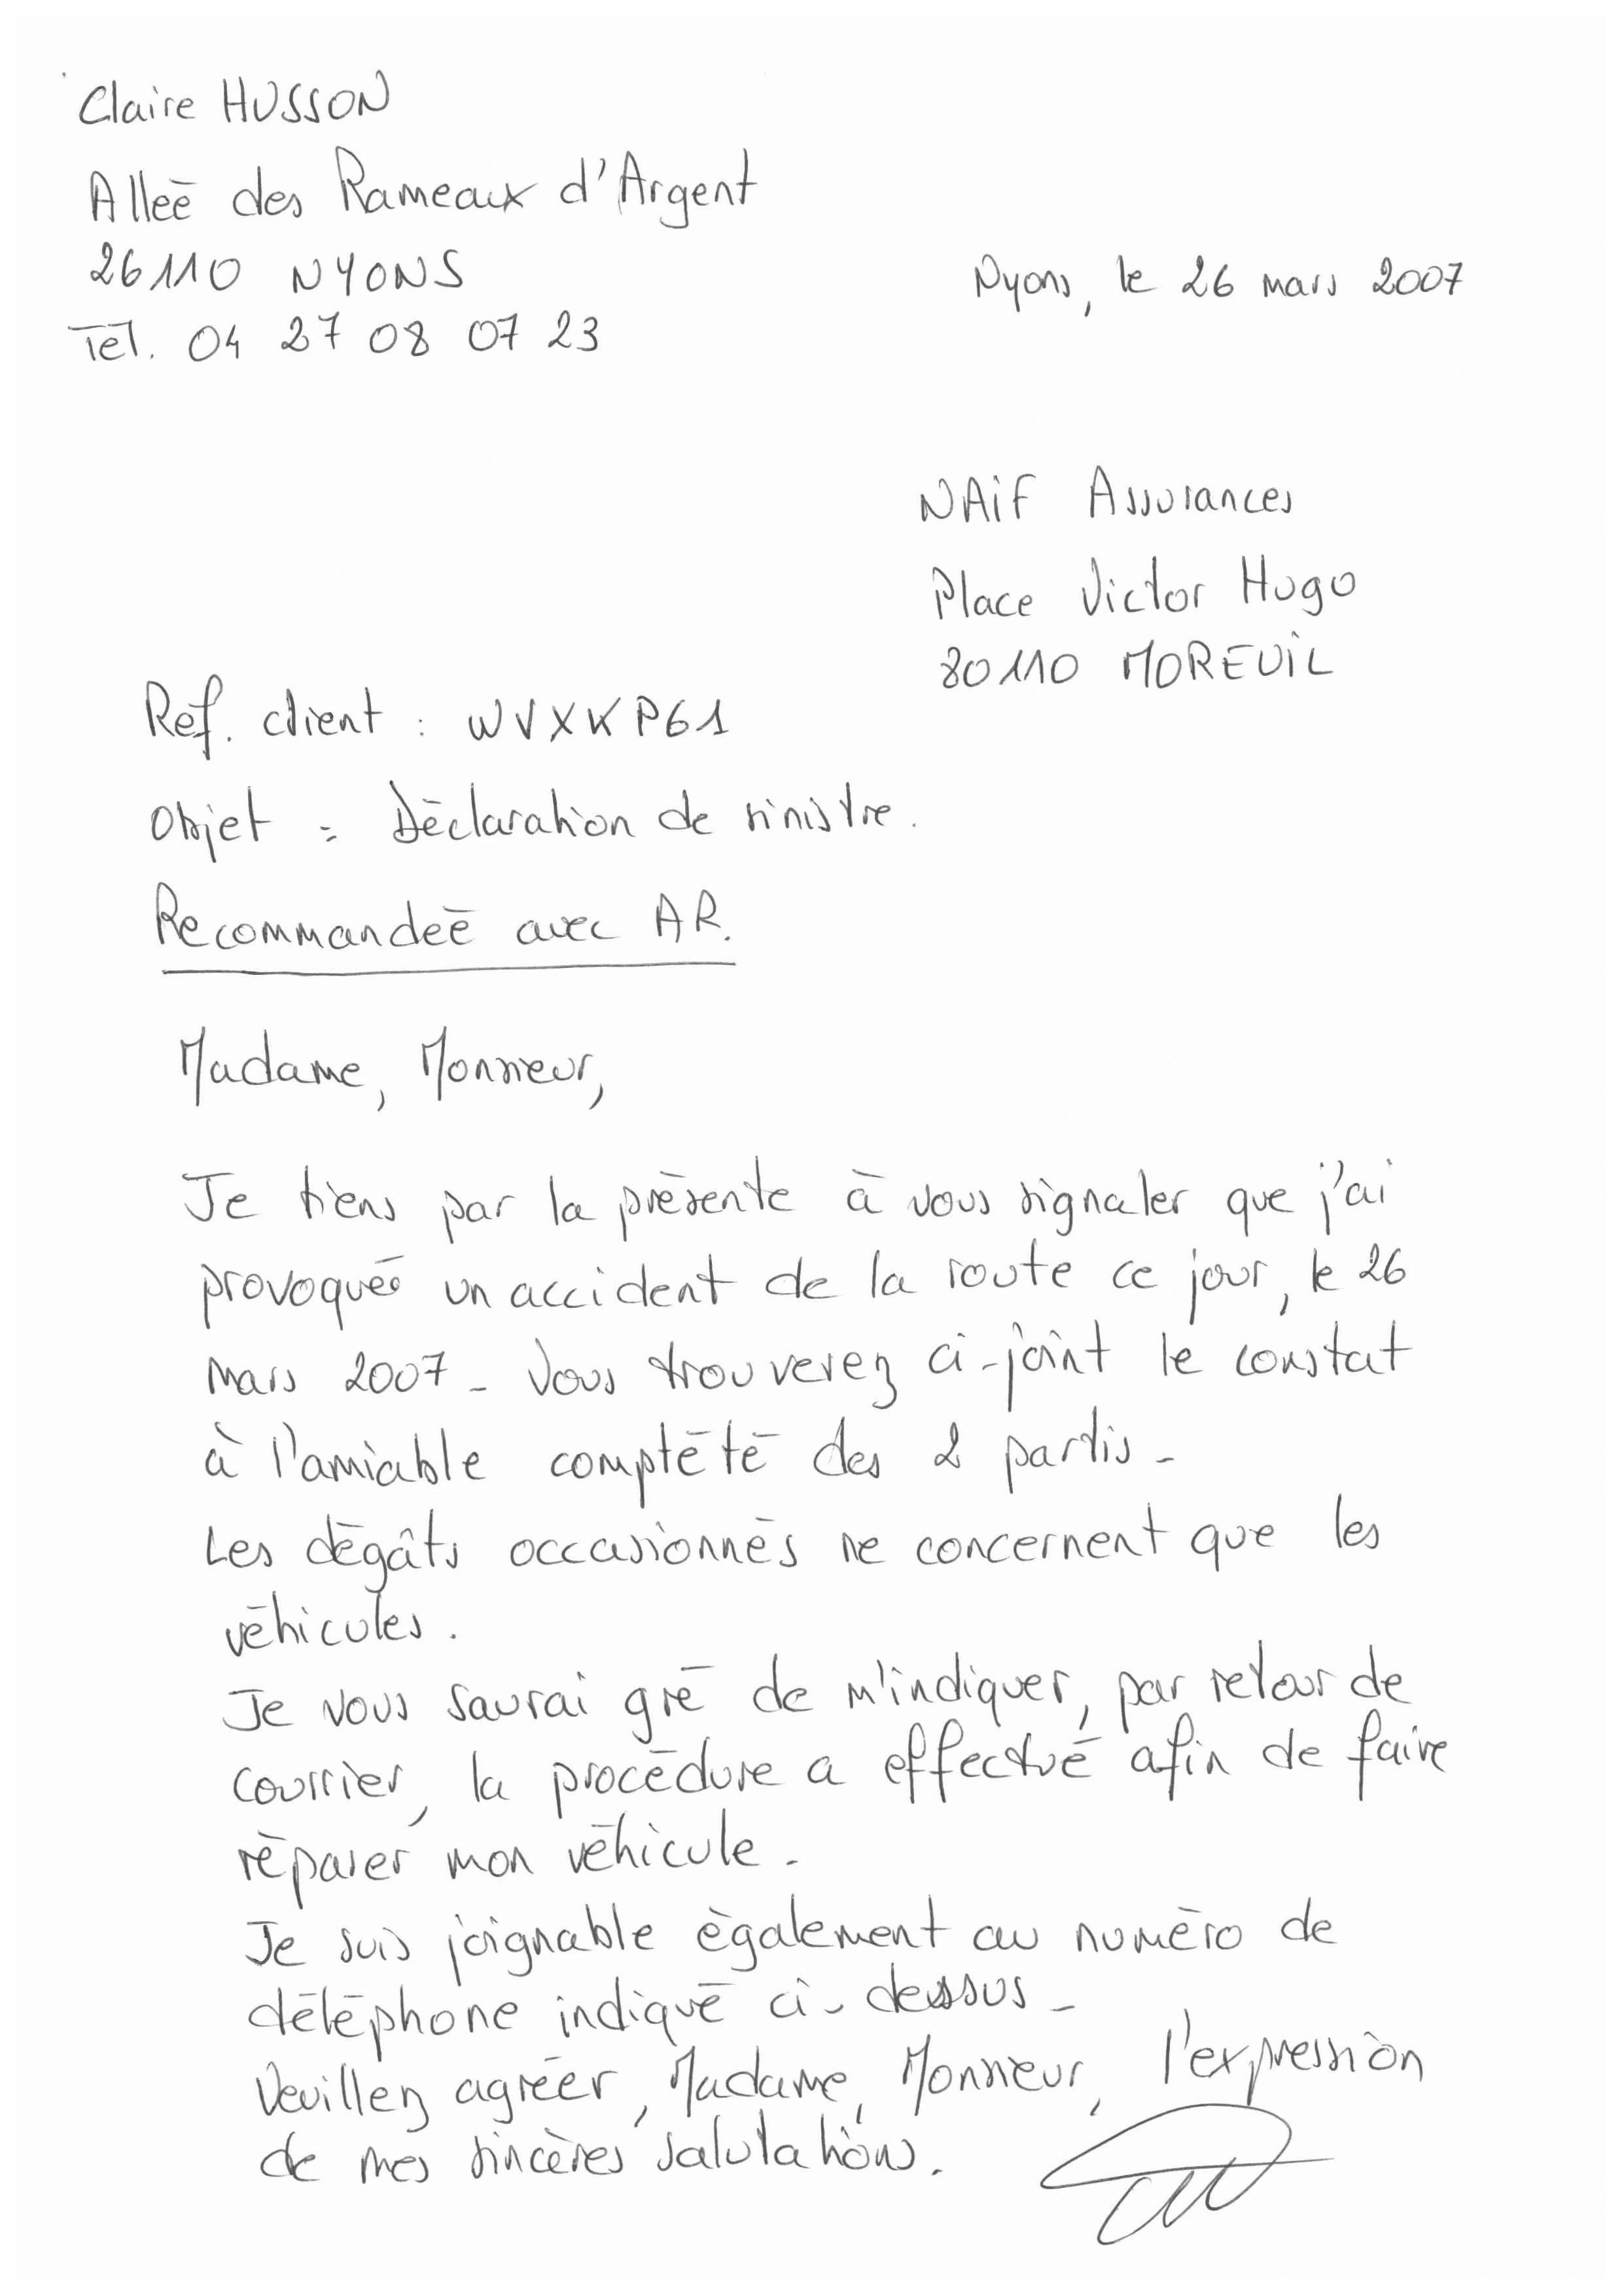 Claire HUSSON
Allée des Rameaux d'Argent
26110 NYONS
Tél. 04 27 08 07 23
Nyons, le 26 mars 2007
NAiF Assurances
Place Victor Hugo
80110 MOREUiL
Réf. client : WVXKP61
Objet : Déclaration de sinistre.
Recommandée avec AR.
Madame, Monsieur,
Je tiens par la présente à vous signaler que j'ai
provoquée un accident de la route ce jour, le 26
mars 2007. Vous trouverez ci-joint le constat
à l'amiable complété des 2 partis.
Les dégâts occasionnés ne concernent que les
véhicules.
Je vous saurai gré de m'indiquer, par retour de
courrier, la procédure a effectué afin de faire
réparer mon véhicule.
Je suis joignable également au numéro de
téléphone indiqué ci-dessus.
Veuillez agréer, Madame, Monsieur, l'expression
de mes sincères salutations.